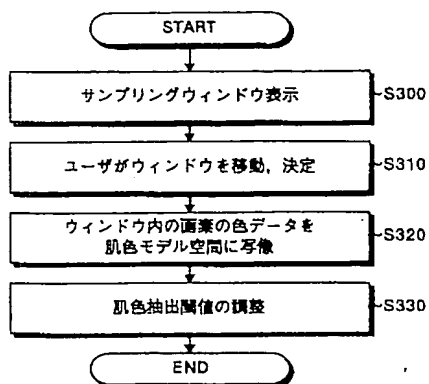 START
サンプリングウィンドウ表示
S300
ユーザがウィンドウを移動，決定
S310
ウィンドウ内の画素の色データを
肌色モデル空間に写像
S320
肌色抽出閾値の調整
S330
END